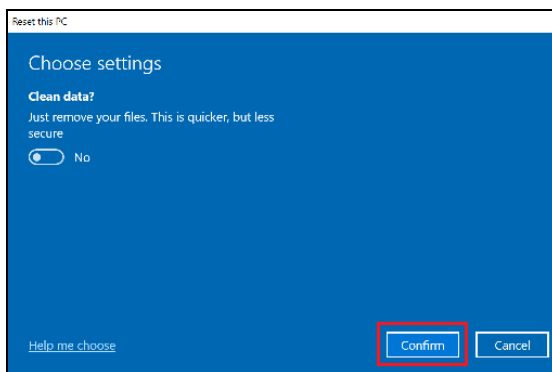 Reset this PC
Choose settings
Clean data?
Just remove your files. This is quicker, but less
secure
No
Help me choose
Confirm
Cancel